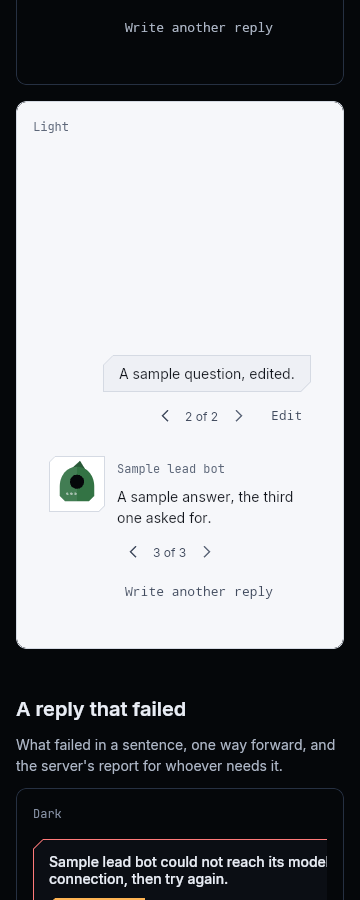 Write another reply
Light
A sample question, edited.
2 of 2
Edit
Sample lead bot
A sample answer, the third
one asked for.
3 of 3
Write another reply
A reply that failed
What failed in a sentence, one way forward, and
the server's report for whoever needs it.
Dark
Sample lead bot could not reach its model
connection, then try again.